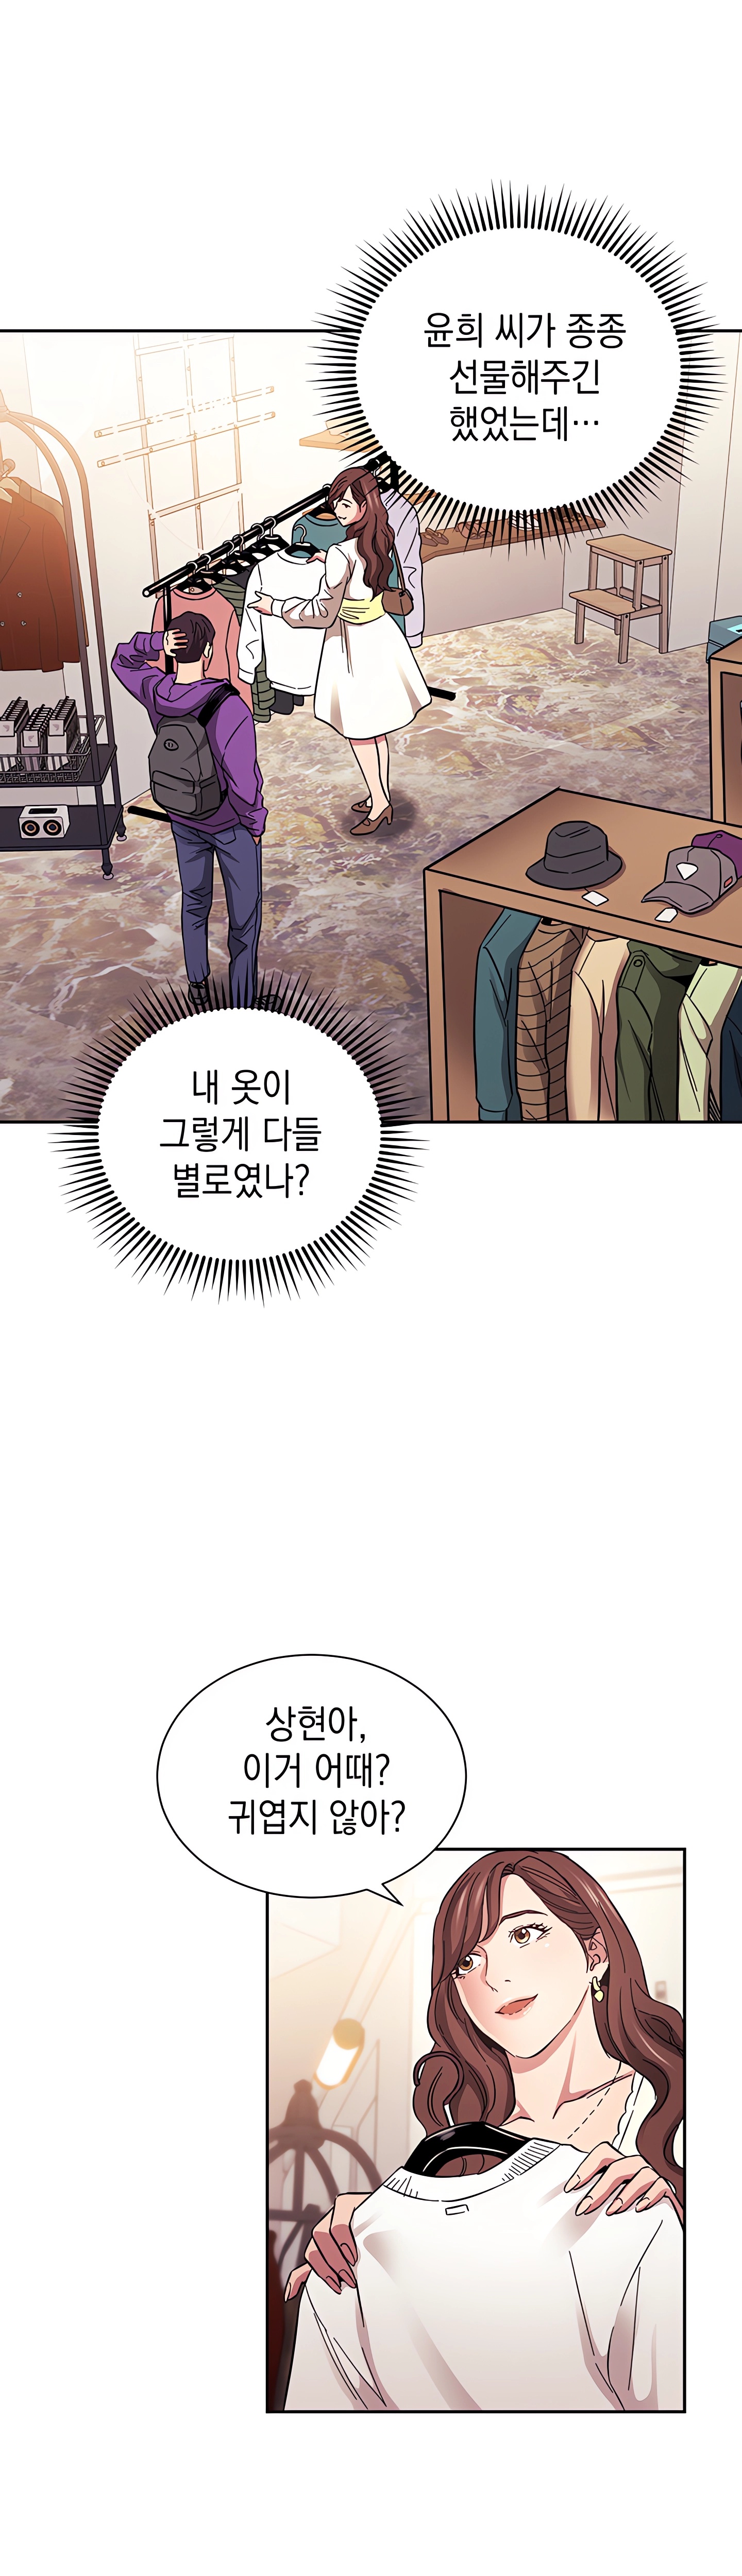 윤희 씨가 종종
선물해주긴
했었는데…
내 옷이
그렇게 다들
별로였나?
상현아,
이거 어때?
귀엽지 않아?